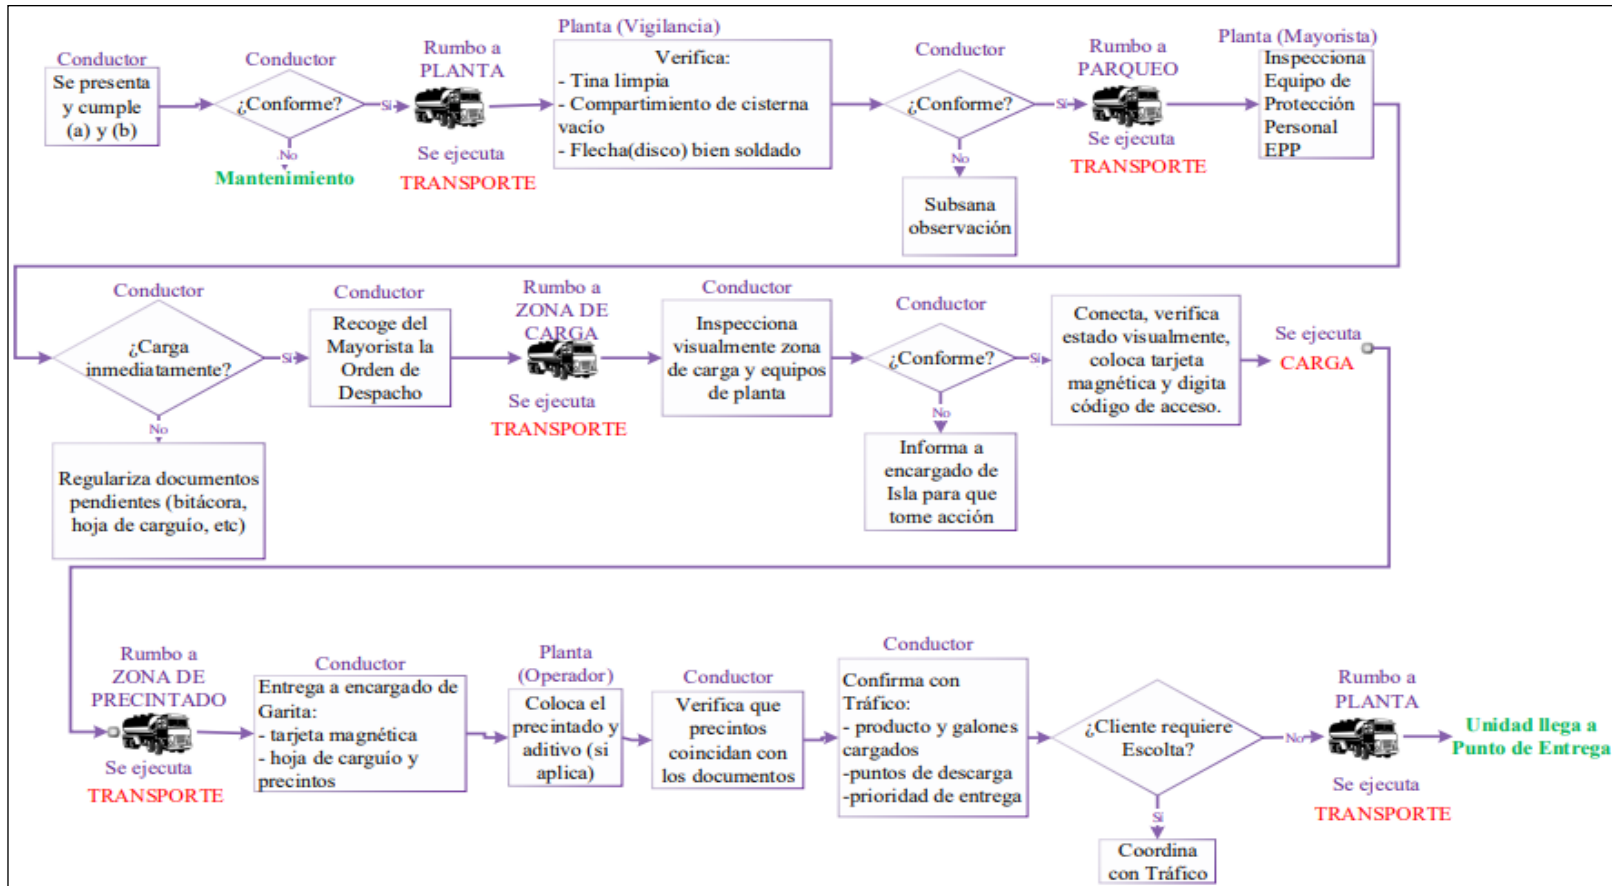 Conductor
Se presenta
y cumple
(a) y (b)
Conductor
¿Conforme?
Sí
No
Mantenimiento
Rumbo a
PLANTA
Se ejecuta
TRANSPORTE
Planta (Vigilancia)
Verifica:
- Tina limpia
- Compartimiento de cisterna
vacío
- Flecha(disco) bien soldado
Conductor
¿Conforme?
Sí
No
Subsana
observación
Rumbo a
PARQUEO
Se ejecuta
TRANSPORTE
Planta (Mayorista)
Inspecciona
Equipo de
Protección
Personal
EPP
Conductor
¿Carga
inmediatamente?
Sí
No
Regulariza documentos
pendientes (bitácora,
hoja de carguío, etc)
Conductor
Recoge del
Mayorista la
Orden de
Despacho
Rumbo a
ZONA DE
CARGA
Se ejecuta
TRANSPORTE
Conductor
Inspecciona
visualmente zona
de carga y equipos
de planta
Conductor
¿Conforme?
Sí
No
Informa a
encargado de
Isla para que
tome acción
Conecta, verifica
estado visualmente,
coloca tarjeta
magnética y digita
código de acceso.
Se ejecuta
CARGA
Rumbo a
ZONA DE
PRECINTADO
Se ejecuta
TRANSPORTE
Conductor
Entrega a encargado de
Garita:
- tarjeta magnética
- hoja de carguío y
precintos
Planta
(Operador)
Coloca el
precintado y
aditivo (si
aplica)
Conductor
Verifica que
precintos
coincidan con
los documentos
Conductor
Confirma con
Tráfico:
- producto y galones
cargados
-puntos de descarga
-prioridad de entrega
¿Cliente requiere
Escolta?
No
Sí
Coordina
con Tráfico
Rumbo a
PLANTA
Se ejecuta
TRANSPORTE
Unidad llega a
Punto de Entrega